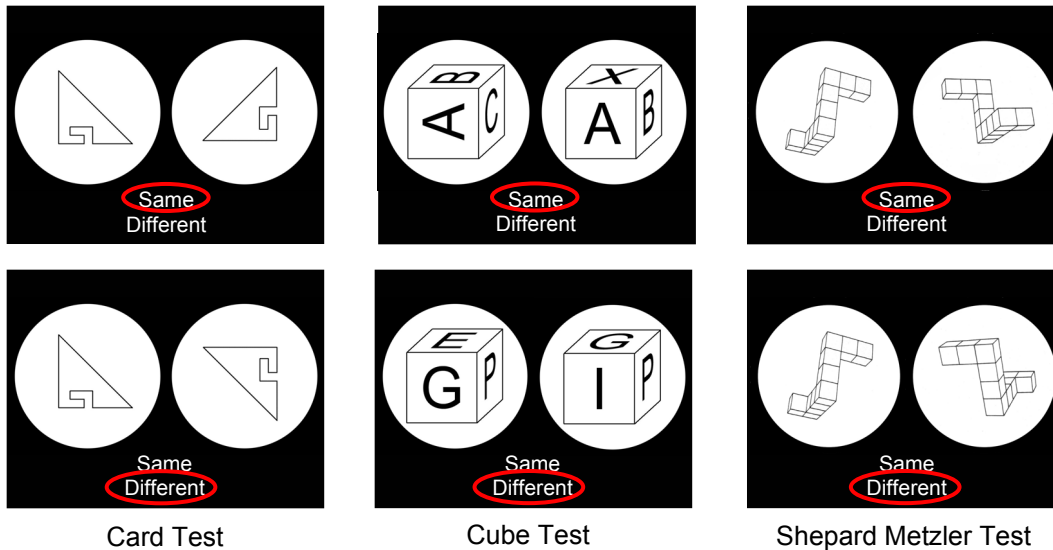 B
A
C
X
A
B
Same
Different
Same
Different
Same
Different
E
G
P
G
I
P
Same
Different
Same
Different
Same
Different
Card Test
Cube Test
Shepard Metzler Test